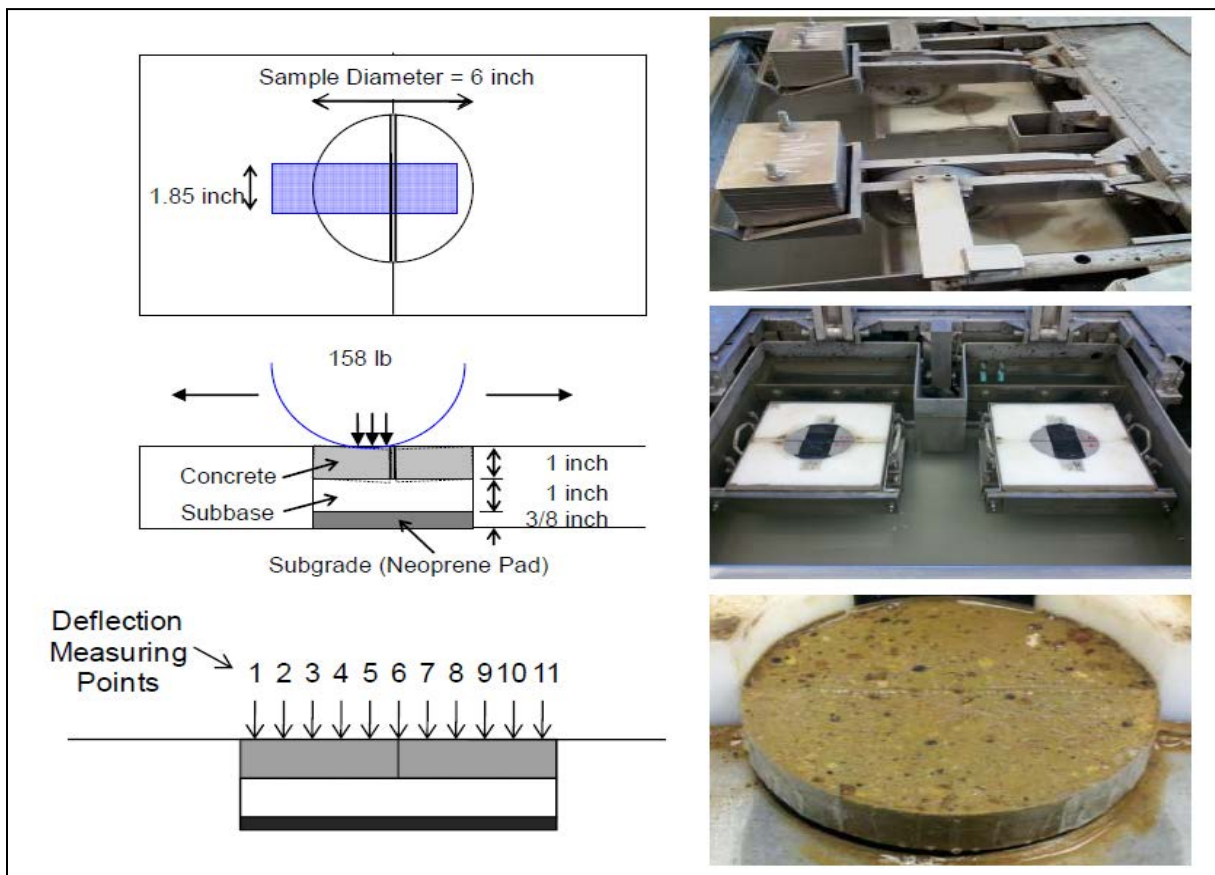 Sample Diameter = 6 inch
1.85 inch
158 lb
Concrete
1 inch
Subbase
1 inch
3/8 inch
Subgrade (Neoprene Pad)
Deflection
Measuring
Points
1 2 3 4 5 6 7 8 9 10 11